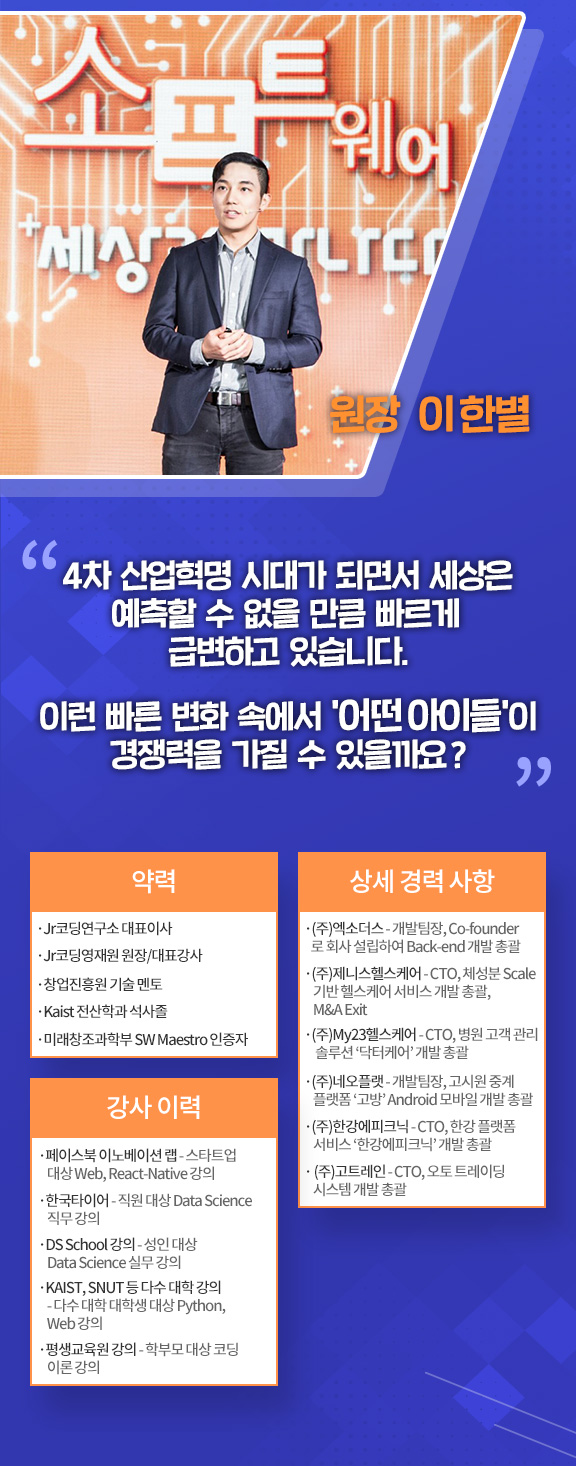 소프트
웨어
+세상
원장 이한별
“ 4차 산업혁명 시대가 되면서 세상은
예측할 수 없을 만큼 빠르게
급변하고 있습니다.
이런 빠른 변화 속에서 '어떤 아이들'이
경쟁력을 가질 수 있을까요? ”
약력
·Jr코딩연구소 대표이사
·Jr코딩영재원 원장/대표강사
·창업진흥원 기술 멘토
·Kaist 전산학과 석사졸
·미래창조과학부 SW Maestro 인증자
강사 이력
·페이스북 이노베이션 랩 - 스타트업
대상 Web, React-Native 강의
·한국타이어 - 직원 대상 Data Science
직무 강의
·DS School 강의 - 성인 대상
Data Science 실무 강의
·KAIST, SNUT 등 다수 대학 강의
- 다수 대학 대학생 대상 Python,
Web 강의
·평생교육원 강의 - 학부모 대상 코딩
이론 강의
상세 경력 사항
·(주)엑소더스 - 개발팀장, Co-founder
로 회사 설립하여 Back-end 개발 총괄
·(주)제니스헬스케어 - CTO, 체성분 Scale
기반 헬스케어 서비스 개발 총괄,
M&A Exit
·(주)My23헬스케어 - CTO, 병원 고객 관리
솔루션 ‘닥터케어’ 개발 총괄
·(주)네오플랫 - 개발팀장, 고시원 중계
플랫폼 ‘고방’ Android 모바일 개발 총괄
·(주)한강에피크닉 - CTO, 한강 플랫폼
서비스 ‘한강에피크닉’ 개발 총괄
· (주)고트레인 - CTO, 오토 트레이딩
시스템 개발 총괄